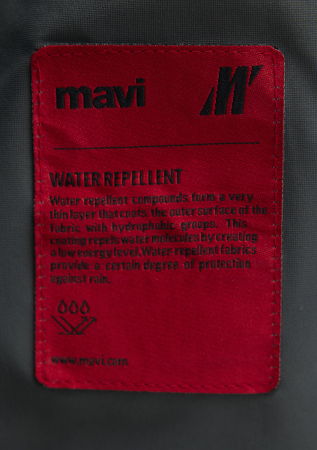 mavi M
WATER REPELLENT
Water repellent compounds form a very
thin layer that coats the outer surface of the
fabric with hydrophobic groups. This
coating repels water molecules by creating
a low energy level. Water repellent fabrics
provide a certain degree of protection
against rain.
www.mavi.com